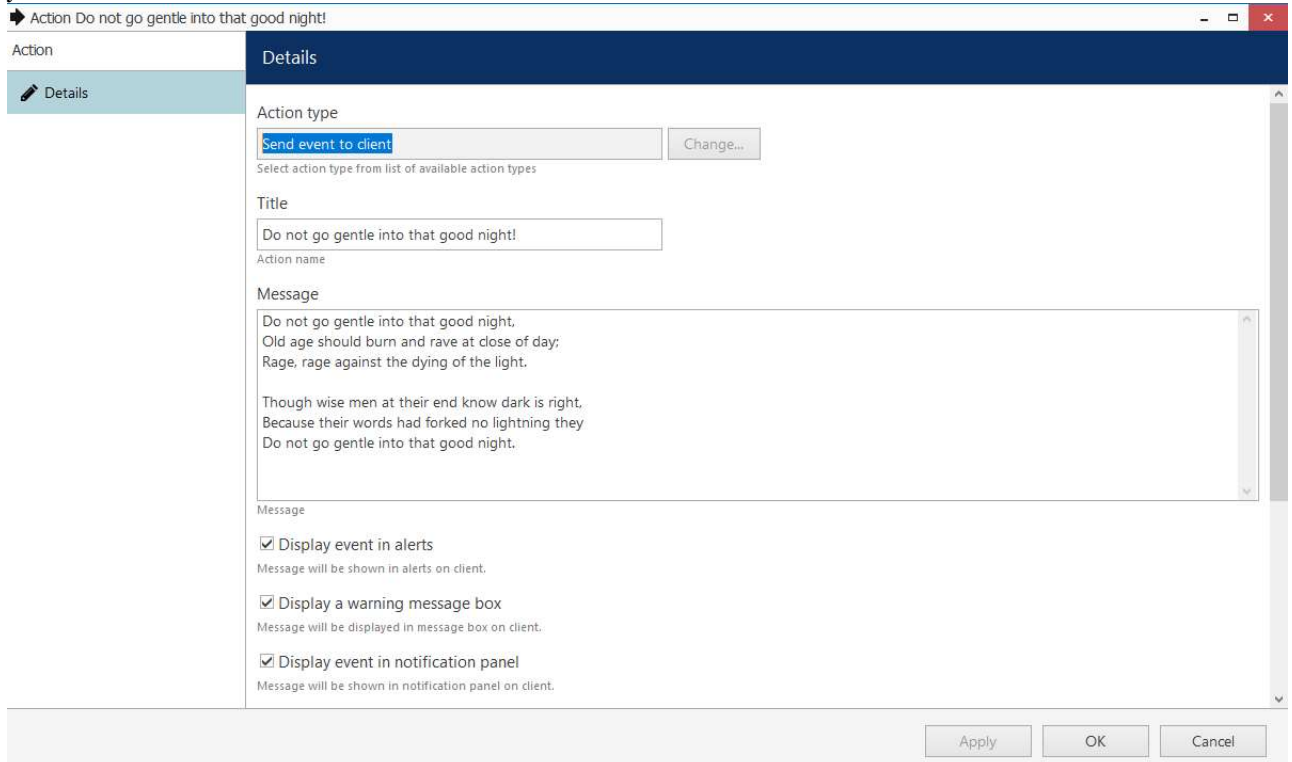 Action Do not go gentle into that good night!
Action
Details
Details
Action type
Send event to client
Change...
Select action type from list of available action types
Title
Do not go gentle into that good night!
Action name
Message
Do not go gentle into that good night,
Old age should burn and rave at close of day;
Rage, rage against the dying of the light.
Though wise men at their end know dark is right,
Because their words had forked no lightning they
Do not go gentle into that good night.
Message
Display event in alerts
Message will be shown in alerts on client.
Display a warning message box
Message will be displayed in message box on client.
Display event in notification panel
Message will be shown in notification panel on client.
Apply
OK
Cancel